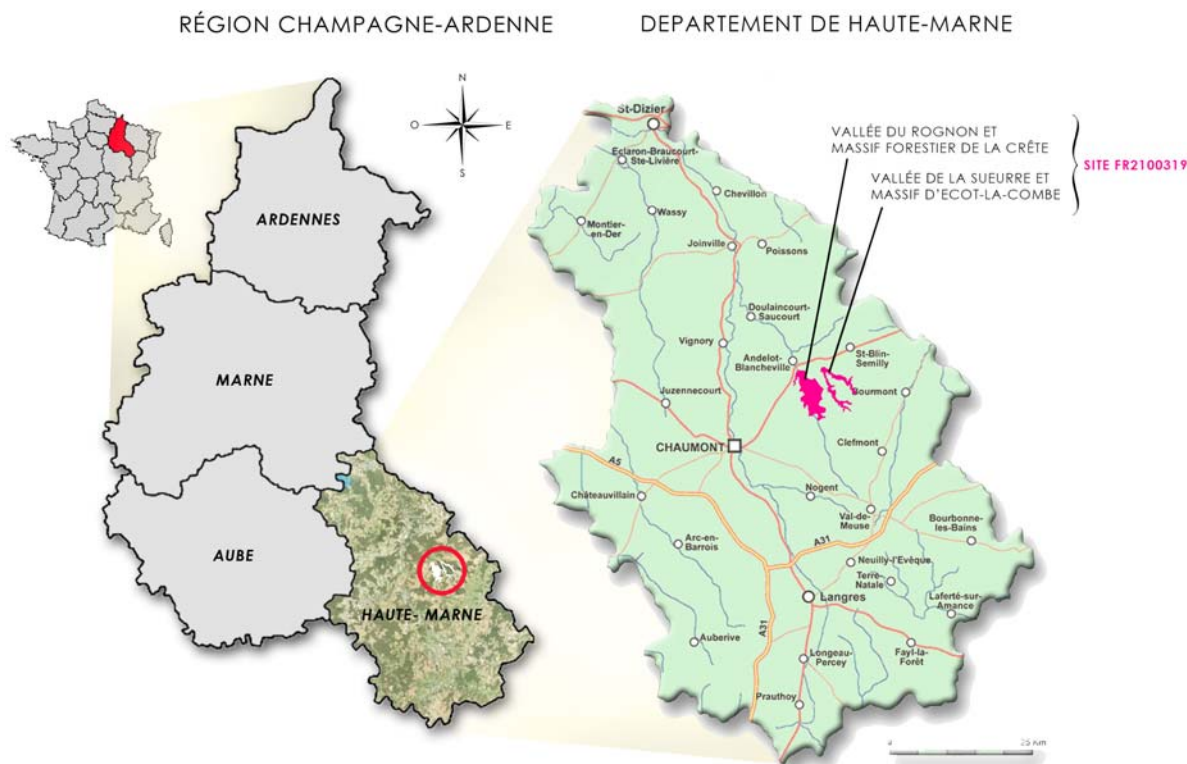 RÉGION CHAMPAGNE-ARDENNE
DEPARTEMENT DE HAUTE-MARNE
N
O
E
S
ARDENNES
MARNE
AUBE
HAUTE- MARNE
VALLÉE DU ROGNON ET
MASSIF FORESTIER DE LA CRÊTE
SITE FR2100319
VALLÉE DE LA SUEURRE ET
MASSIF D'ECOT-LA-COMBE
St-Dizier
Eclaron-Braucourt-
Ste-Livière
Chevillon
Wassy
Montier-
en-Der
Joinville
Poissons
Doulaincourt-
Saucourt
Vignory
Andelot-
Blancheville
St-Blin-
Semilly
Juzennecourt
Bourmont
CHAUMONT
Clefmont
A5
Châteauvillain
Nogent
Val-de-
Meuse
Bourbonne-
les-Bains
Arc-en-
Barrois
A31
Neuilly-l'Evêque
Terre-
Natale
Langres
Laferté-sur-
Amance
A31
Auberive
Longeau-
Percey
Fayl-la-
Forêt
Prauthoy
25 Km